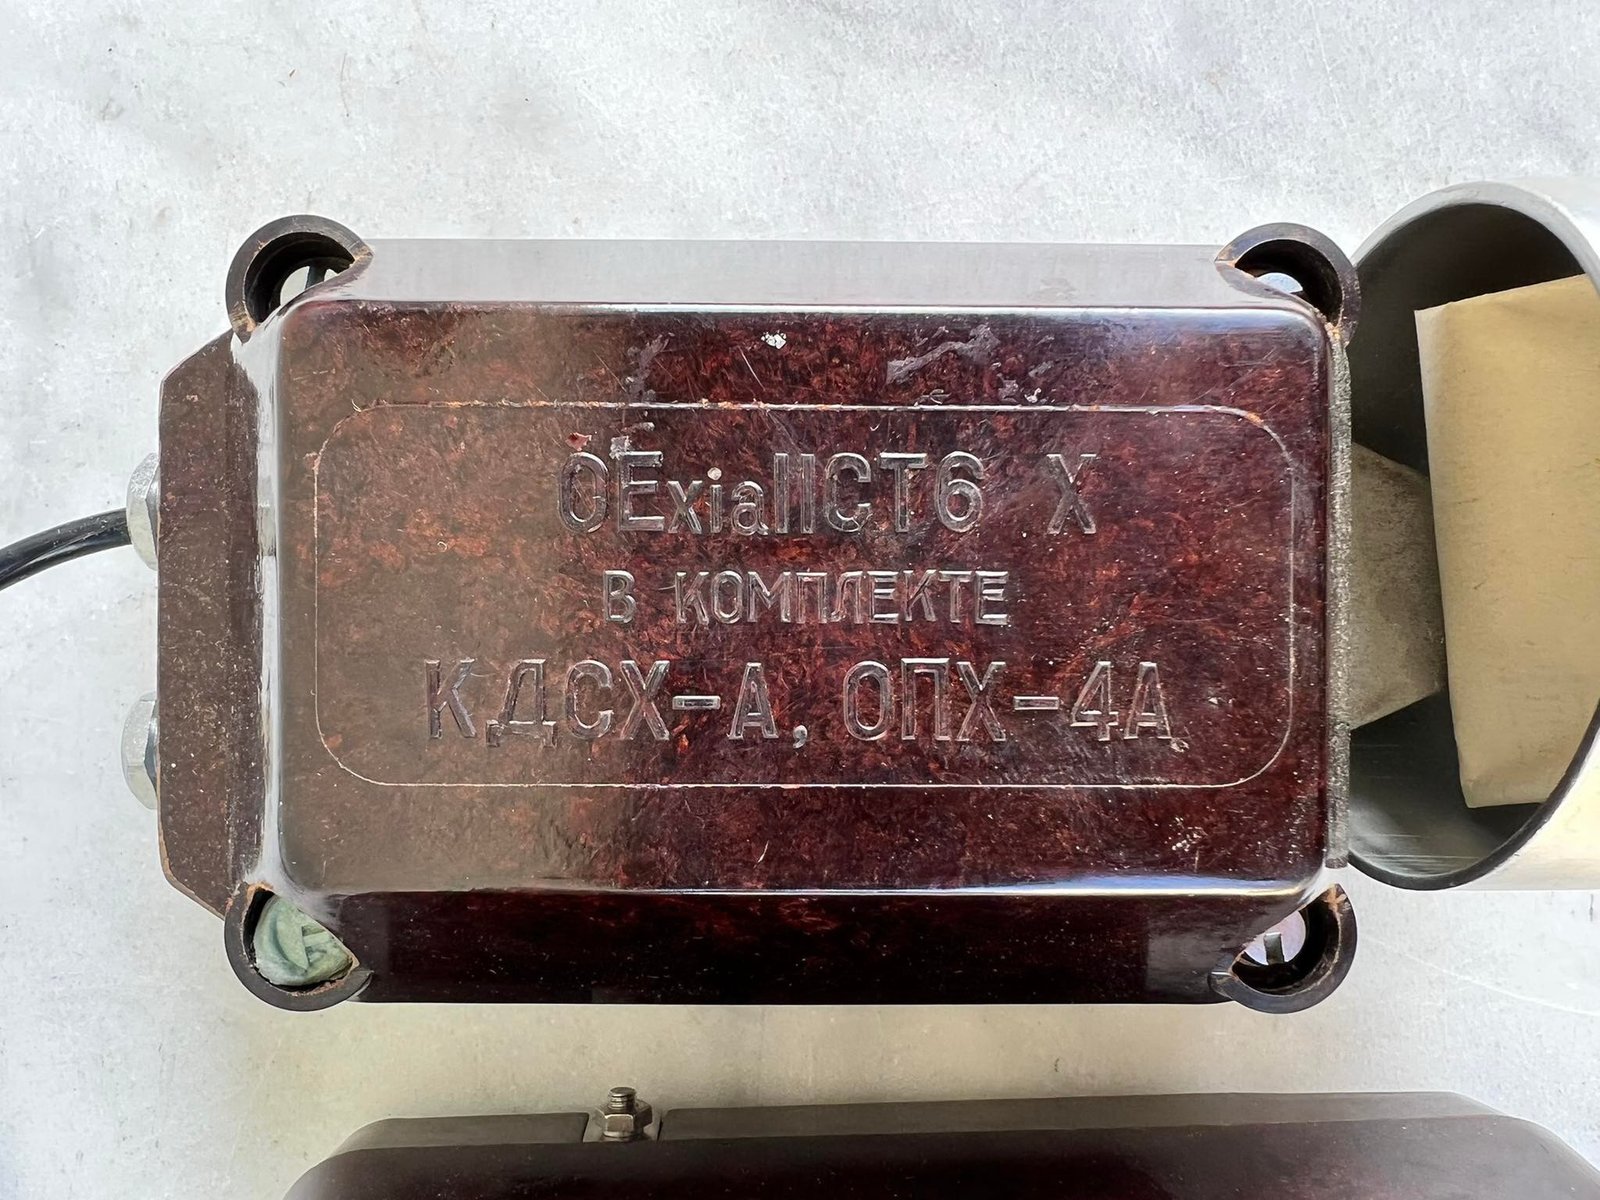 0ExiaIICT6 X
В КОМПЛЕКТЕ
КДСХ-А, ОПХ-4А